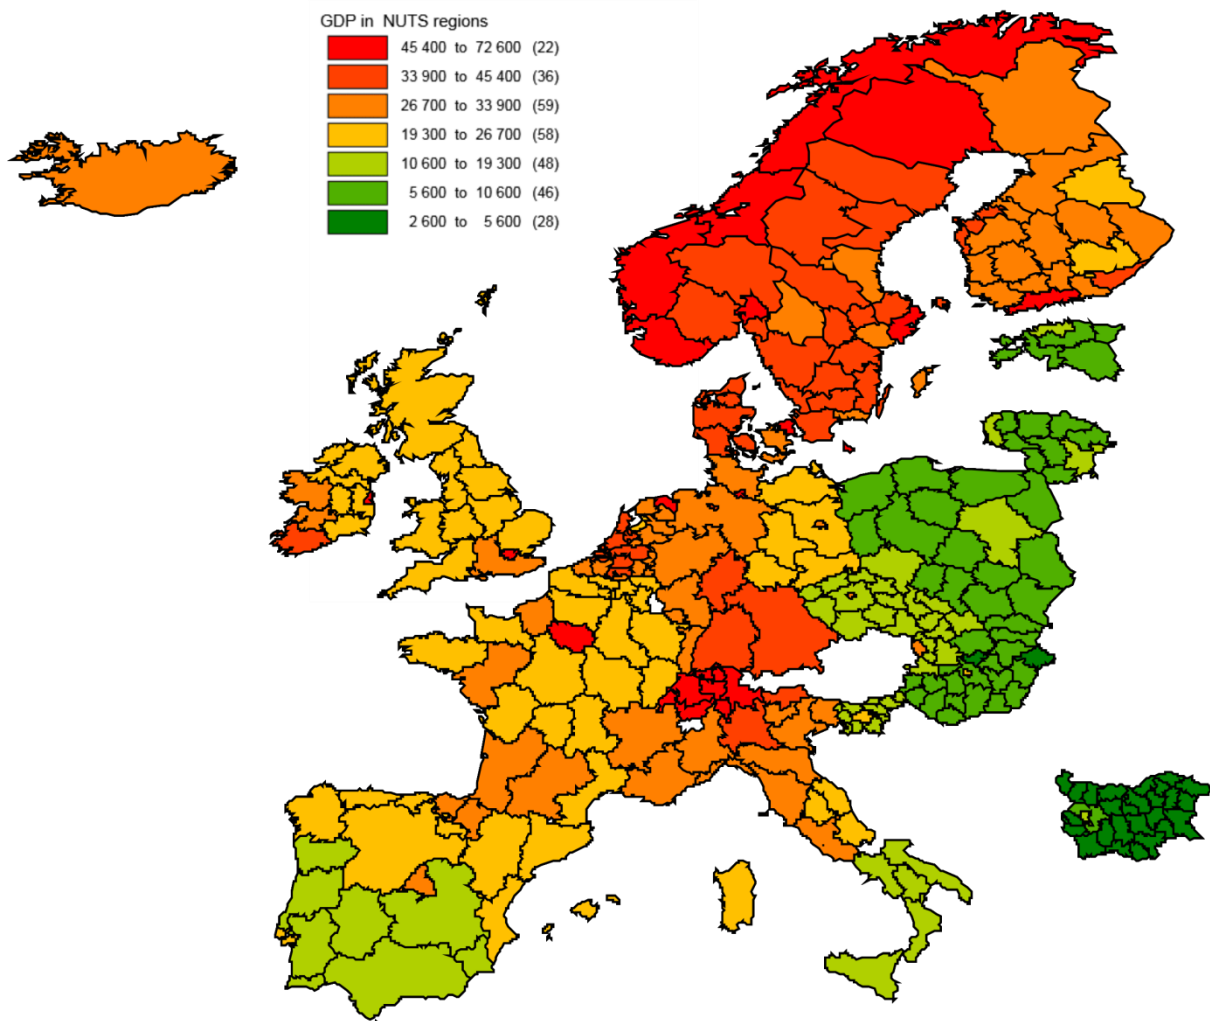 GDP in NUTS regions
45 400 to 72 600 (22)
33 900 to 45 400 (36)
26 700 to 33 900 (59)
19 300 to 26 700 (58)
10 600 to 19 300 (48)
5 600 to 10 600 (46)
2 600 to 5 600 (28)